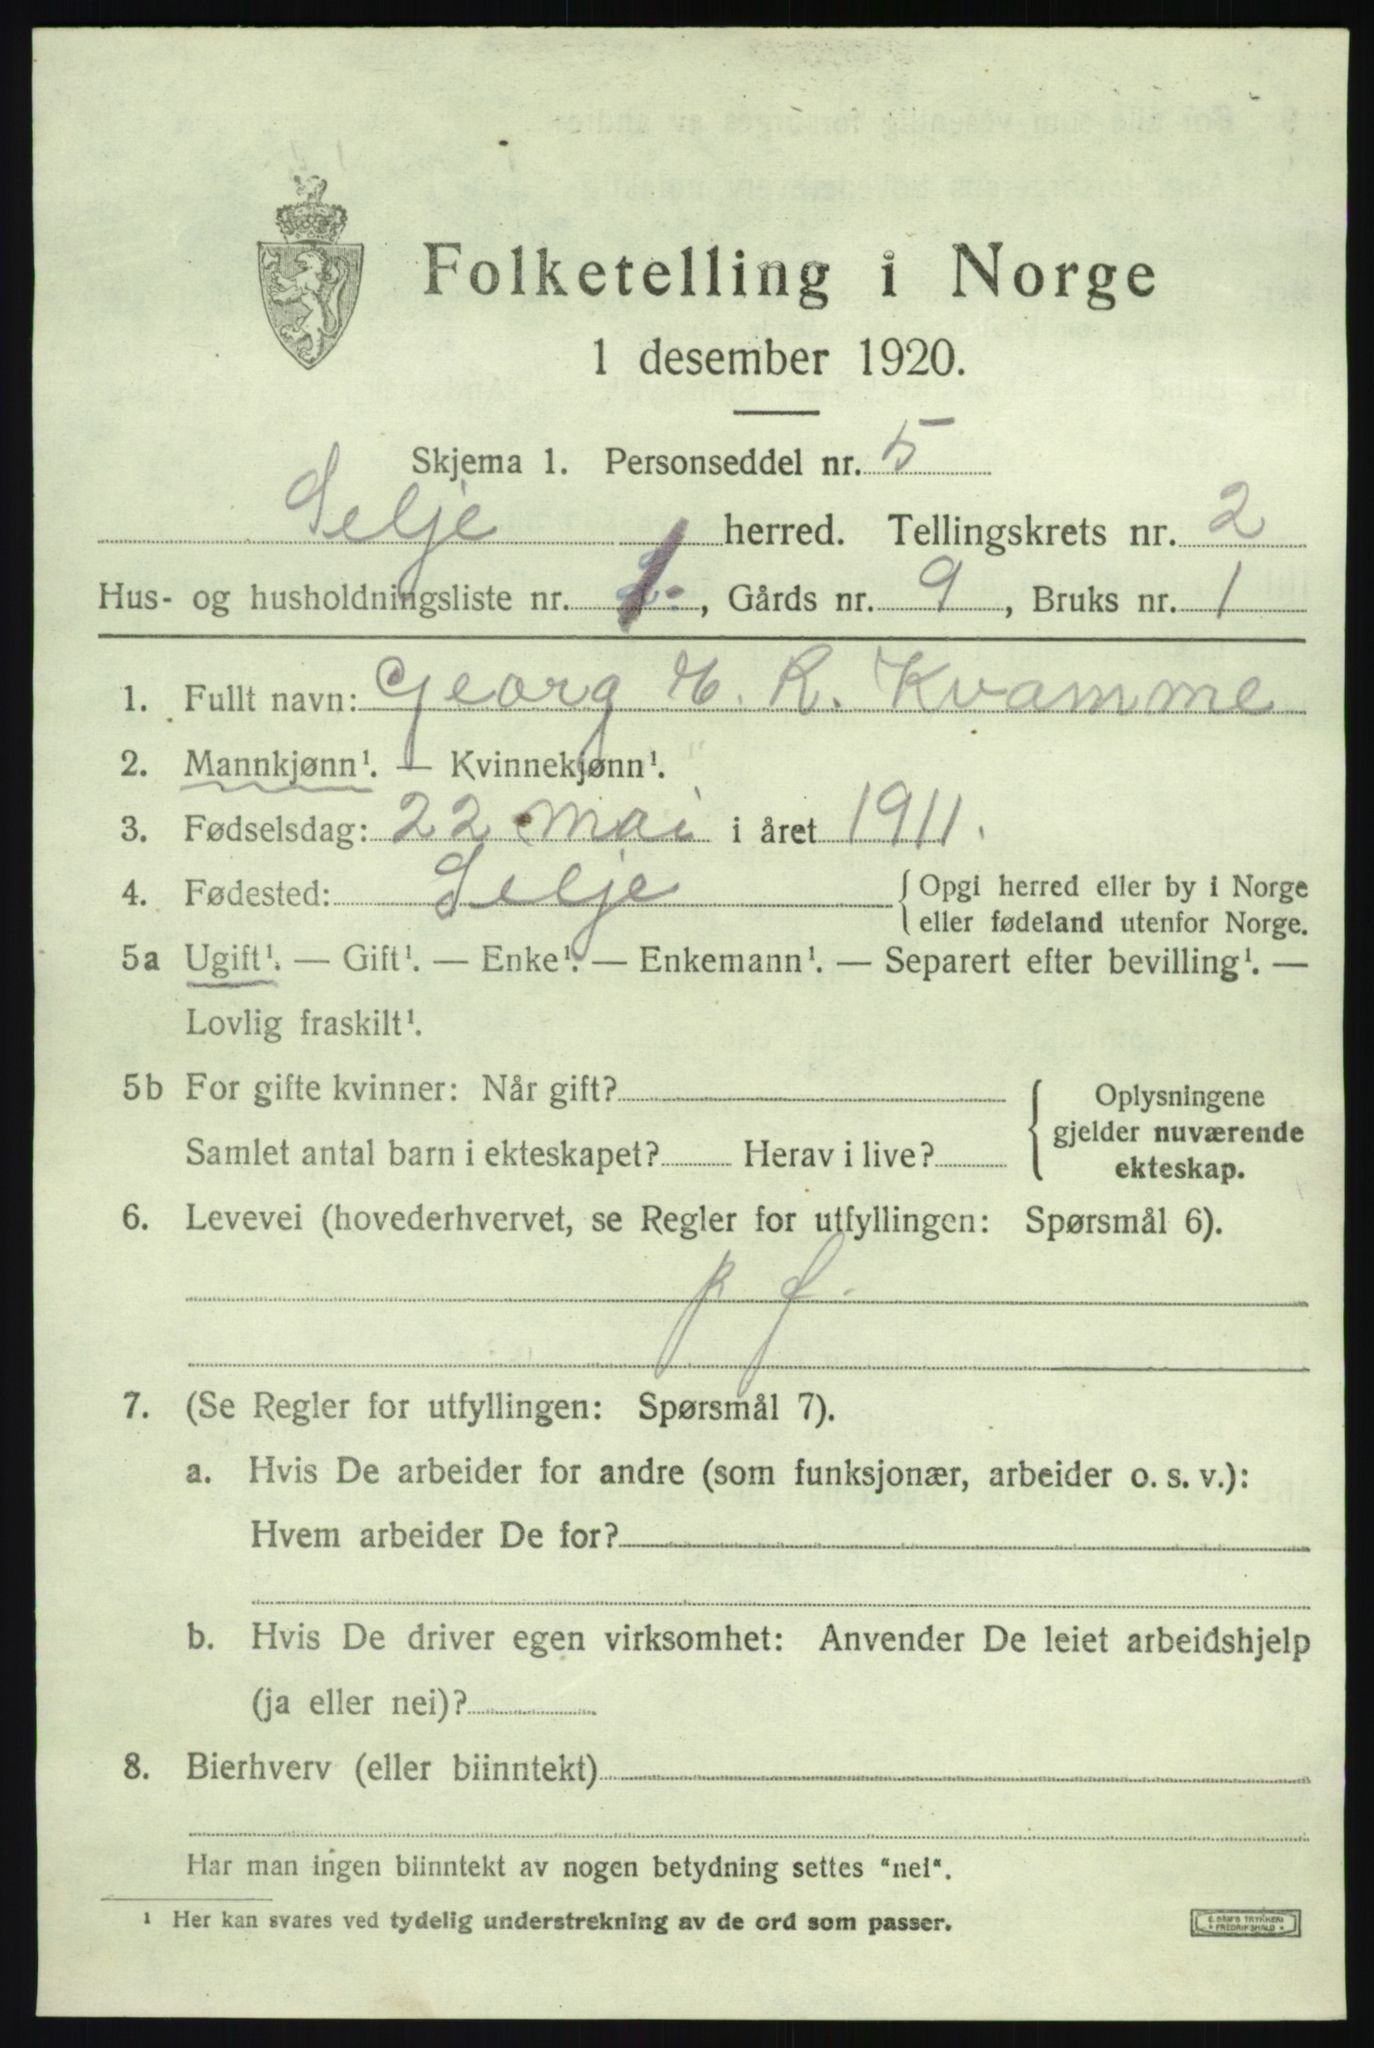 Folketelling i Norge
1 desember 1920.
Skjema 1. Personseddel nr. 5
Selje herred. Tellingskrets nr. 2
Hus- og husholdningsliste nr. 1, Gårds nr. 9, Bruks nr. 1
1. Fullt navn: Georg E. R. Kvamme
2. Mannkjønn¹. — Kvinnekjønn¹.
3. Fødselsdag: 22 mai i året 1911.
4. Fødested: Selje {Opgi herred eller by i Norge
eller fødeland utenfor Norge.
5a Ugift¹. — Gift¹. — Enke¹. — Enkemann¹. — Separert efter bevilling¹. —
Lovlig fraskilt¹.
5b For gifte kvinner: Når gift?
Samlet antal barn i ekteskapet? Herav i live?
{Oplysningene
gjelder nuværende
ekteskap.
6. Levevei (hovederhvervet, se Regler for utfyllingen: Spørsmål 6).
p f.
7. (Se Regler for utfyllingen: Spørsmål 7).
a. Hvis De arbeider for andre (som funksjonær, arbeider o. s. v.):
Hvem arbeider De for?
b. Hvis De driver egen virksomhet: Anvender De leiet arbeidshjelp
(ja eller nei)?
8. Bierhverv (eller biinntekt)
Har man ingen biinntekt av nogen betydning settes "nei".
¹ Her kan svares ved tydelig understrekning av de ord som passer.